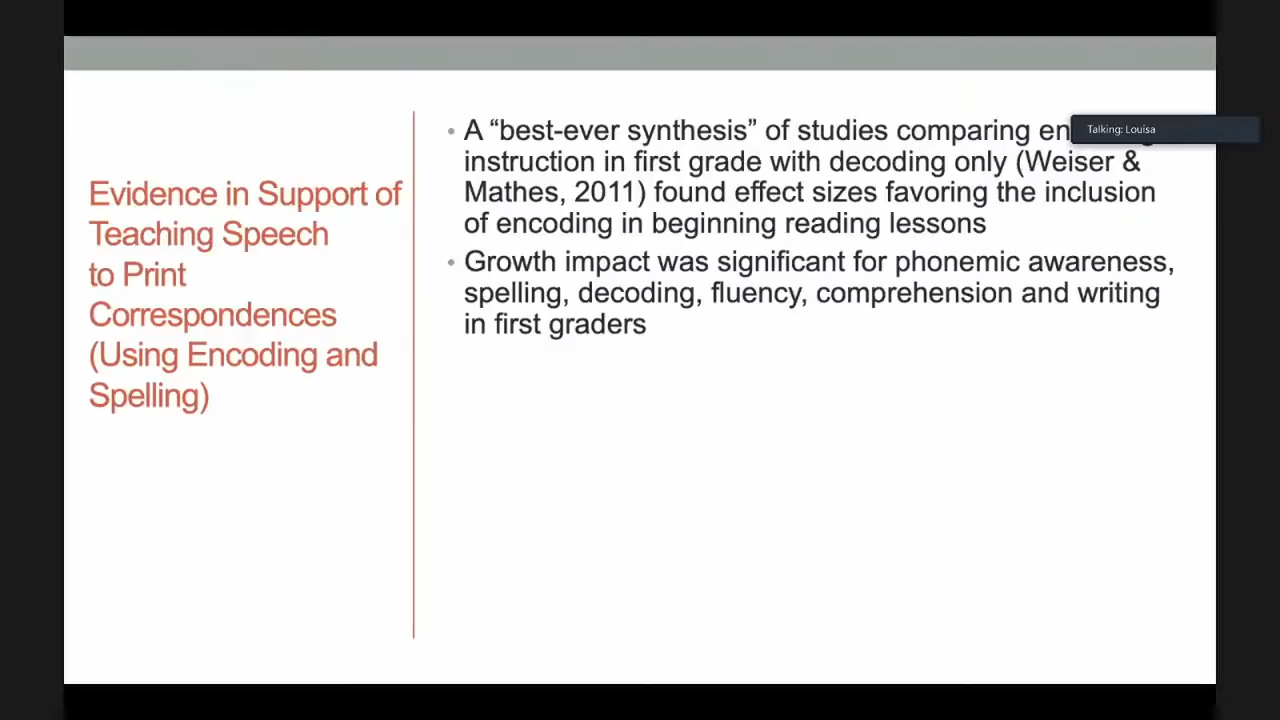 Evidence in Support of
Teaching Speech
to Print
Correspondences
(Using Encoding and
Spelling)
• A “best-ever synthesis” of studies comparing
instruction in first grade with decoding only (Weiser &
Mathes, 2011) found effect sizes favoring the inclusion
of encoding in beginning reading lessons
• Growth impact was significant for phonemic awareness,
spelling, decoding, fluency, comprehension and writing
in first graders
Talking: Louisa